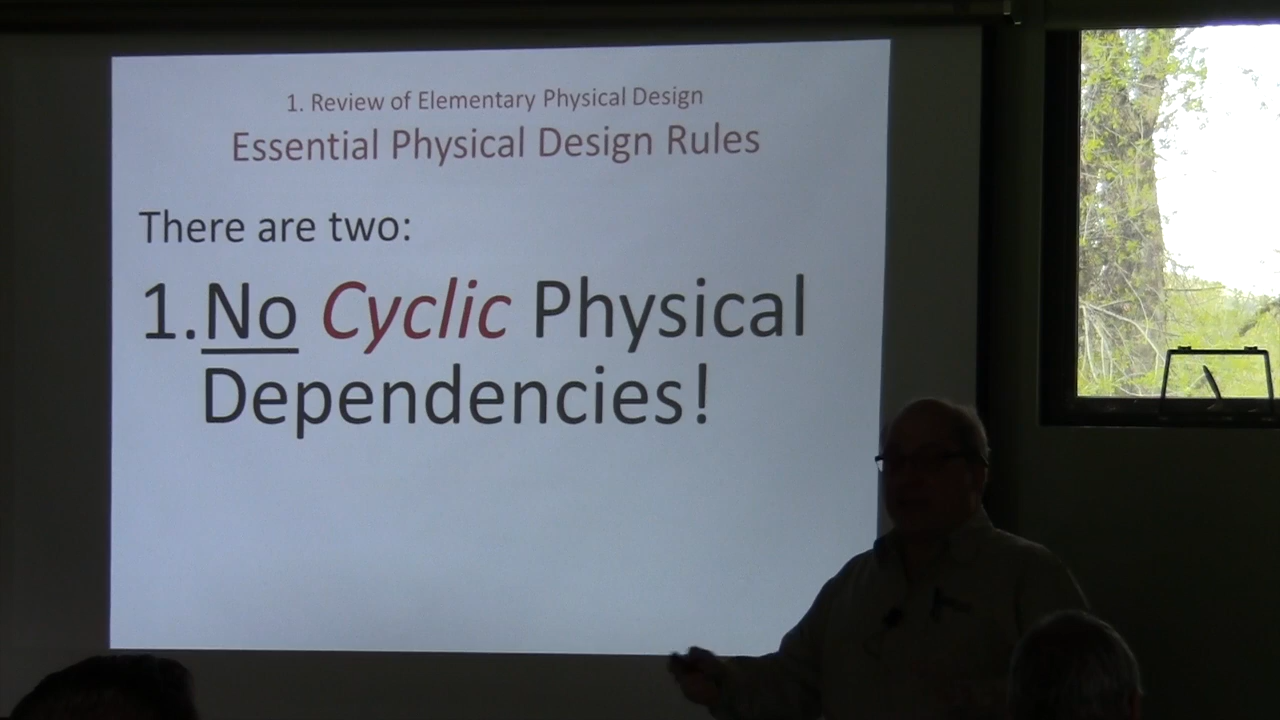 1. Review of Elementary Physical Design
Essential Physical Design Rules
There are two:
1. No Cyclic Physical
Dependencies!